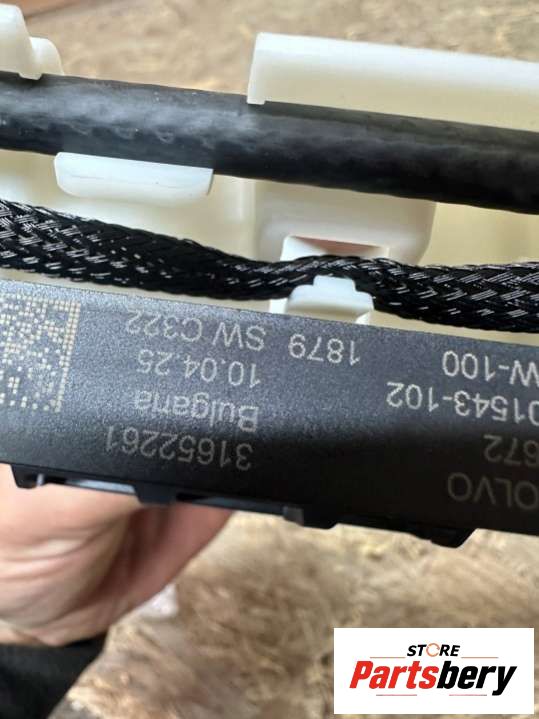 OLVO
672
01543-102
W-100
31652261
Bulgaria
10.04.25
1879 SW C322
STORE
Partsbery